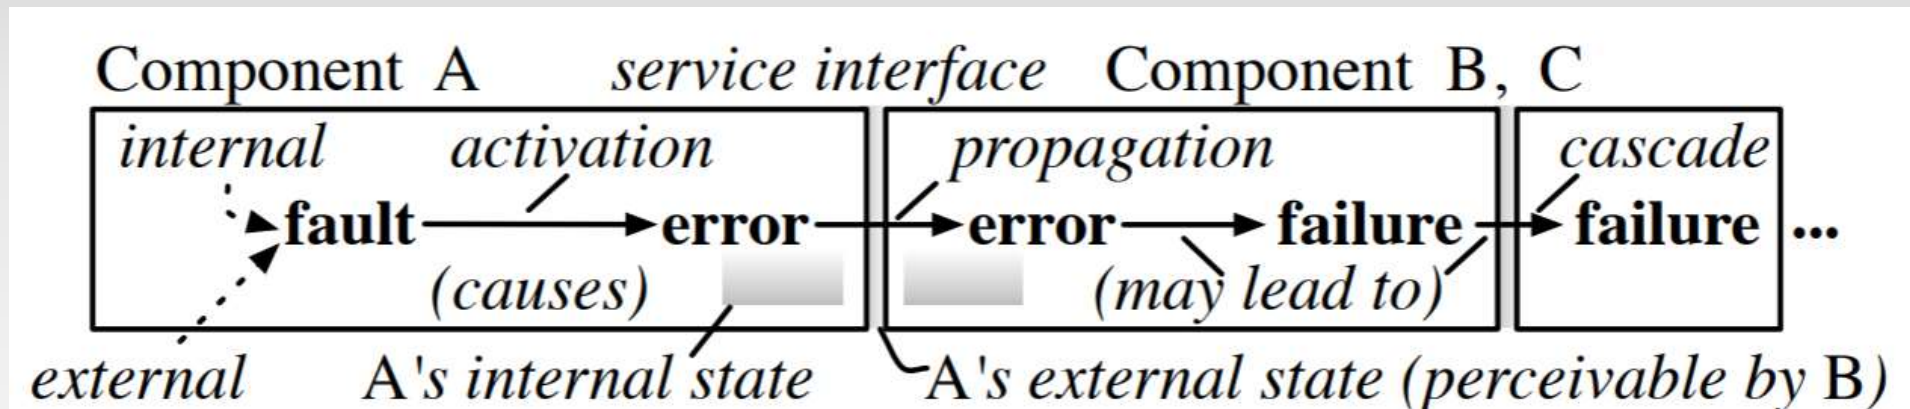 Component A service interface Component B, C
internal activation propagation cascade
fault error error failure failure ...
(causes) (may lead to)
external A's internal state A's external state (perceivable by B)